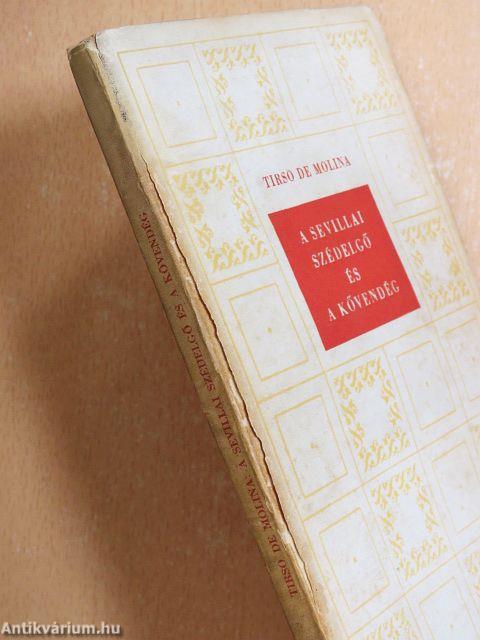 TIRSO DE MOLINA
A SEVILLAI
SZÉDELGŐ
ÉS
A KŐVENDÉG
TIRSO DE MOLINA: A SEVILLAI SZÉDELGŐ ÉS A KŐVENDÉG
Antikvárium.hu